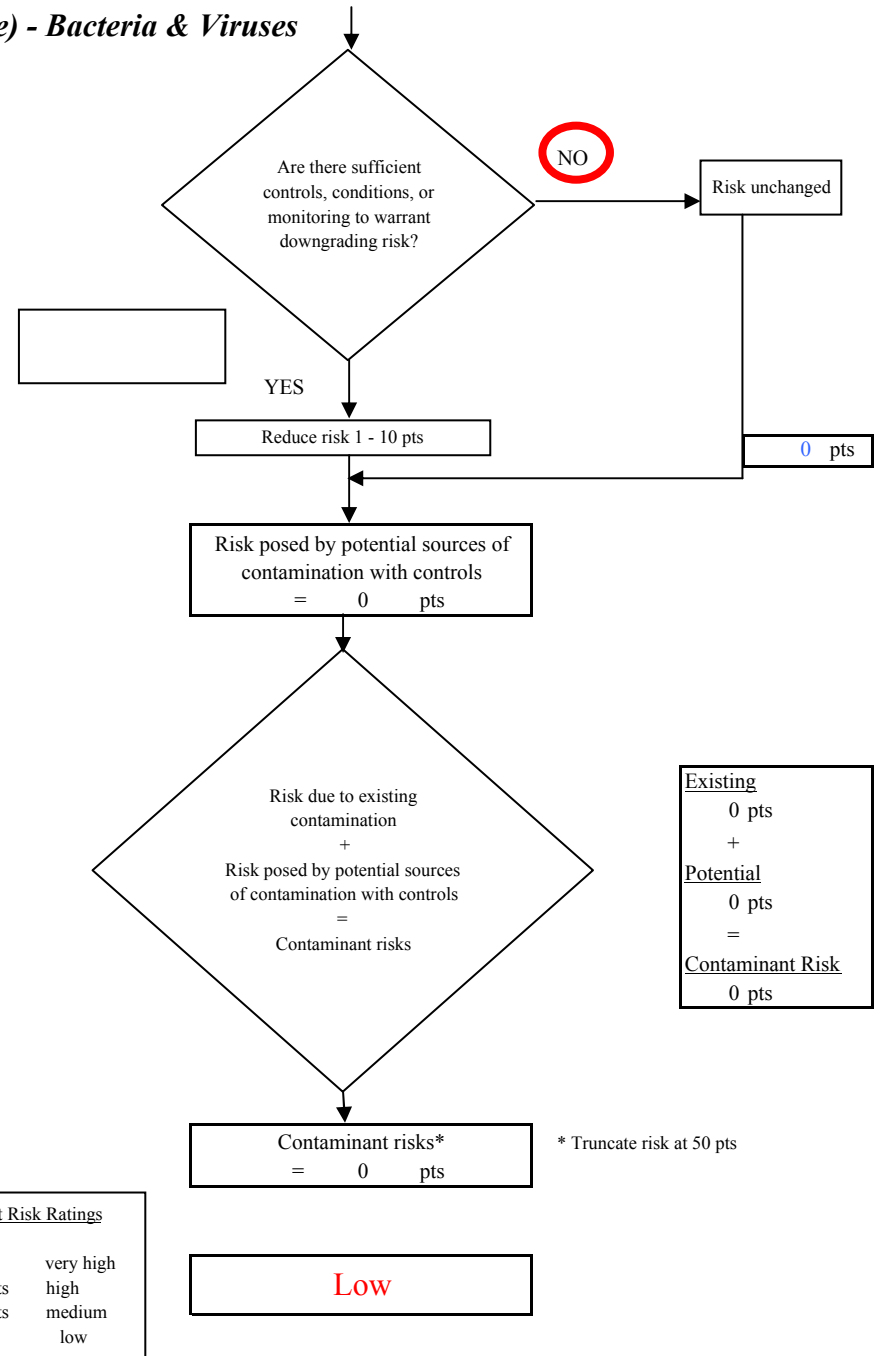 e) - Bacteria & Viruses
Are there sufficient
controls, conditions, or
monitoring to warrant
downgrading risk?
NO
Risk unchanged
YES
Reduce risk 1 - 10 pts
0 pts
Risk posed by potential sources of
contamination with controls
= 0 pts
Risk due to existing
contamination
+
Risk posed by potential sources
of contamination with controls
=
Contaminant risks
Existing
0 pts
+
Potential
0 pts
=
Contaminant Risk
0 pts
Contaminant risks*
= 0 pts
* Truncate risk at 50 pts
t Risk Ratings
very high
ts high
ts medium
low
Low